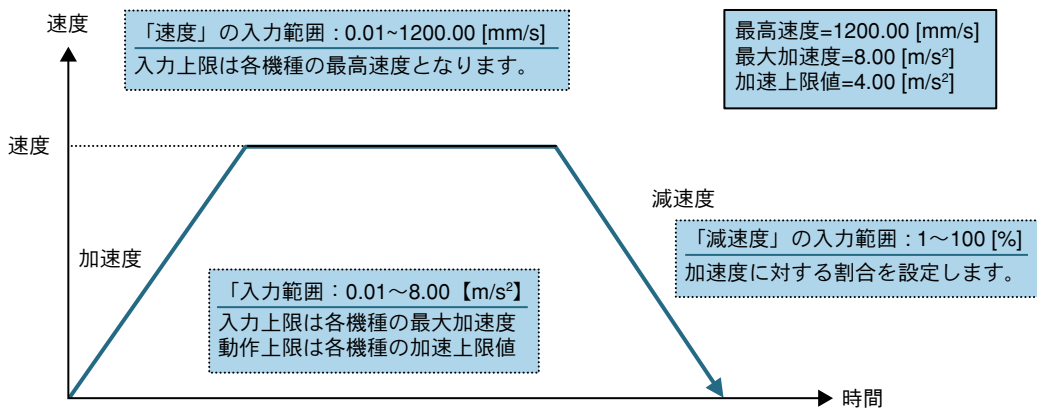 速度
「速度」の入力範囲：0.01~1200.00 [mm/s]
入力上限は各機種の最高速度となります。
最高速度=1200.00 [mm/s]
最大加速度=8.00 [m/s²]
加速上限値=4.00 [m/s²]
速度
減速度
「減速度」の入力範囲：1～100 [%]
加速度に対する割合を設定します。
加速度
「入力範囲：0.01～8.00【m/s²】
入力上限は各機種の最大加速度
動作上限は各機種の加速上限値
時間